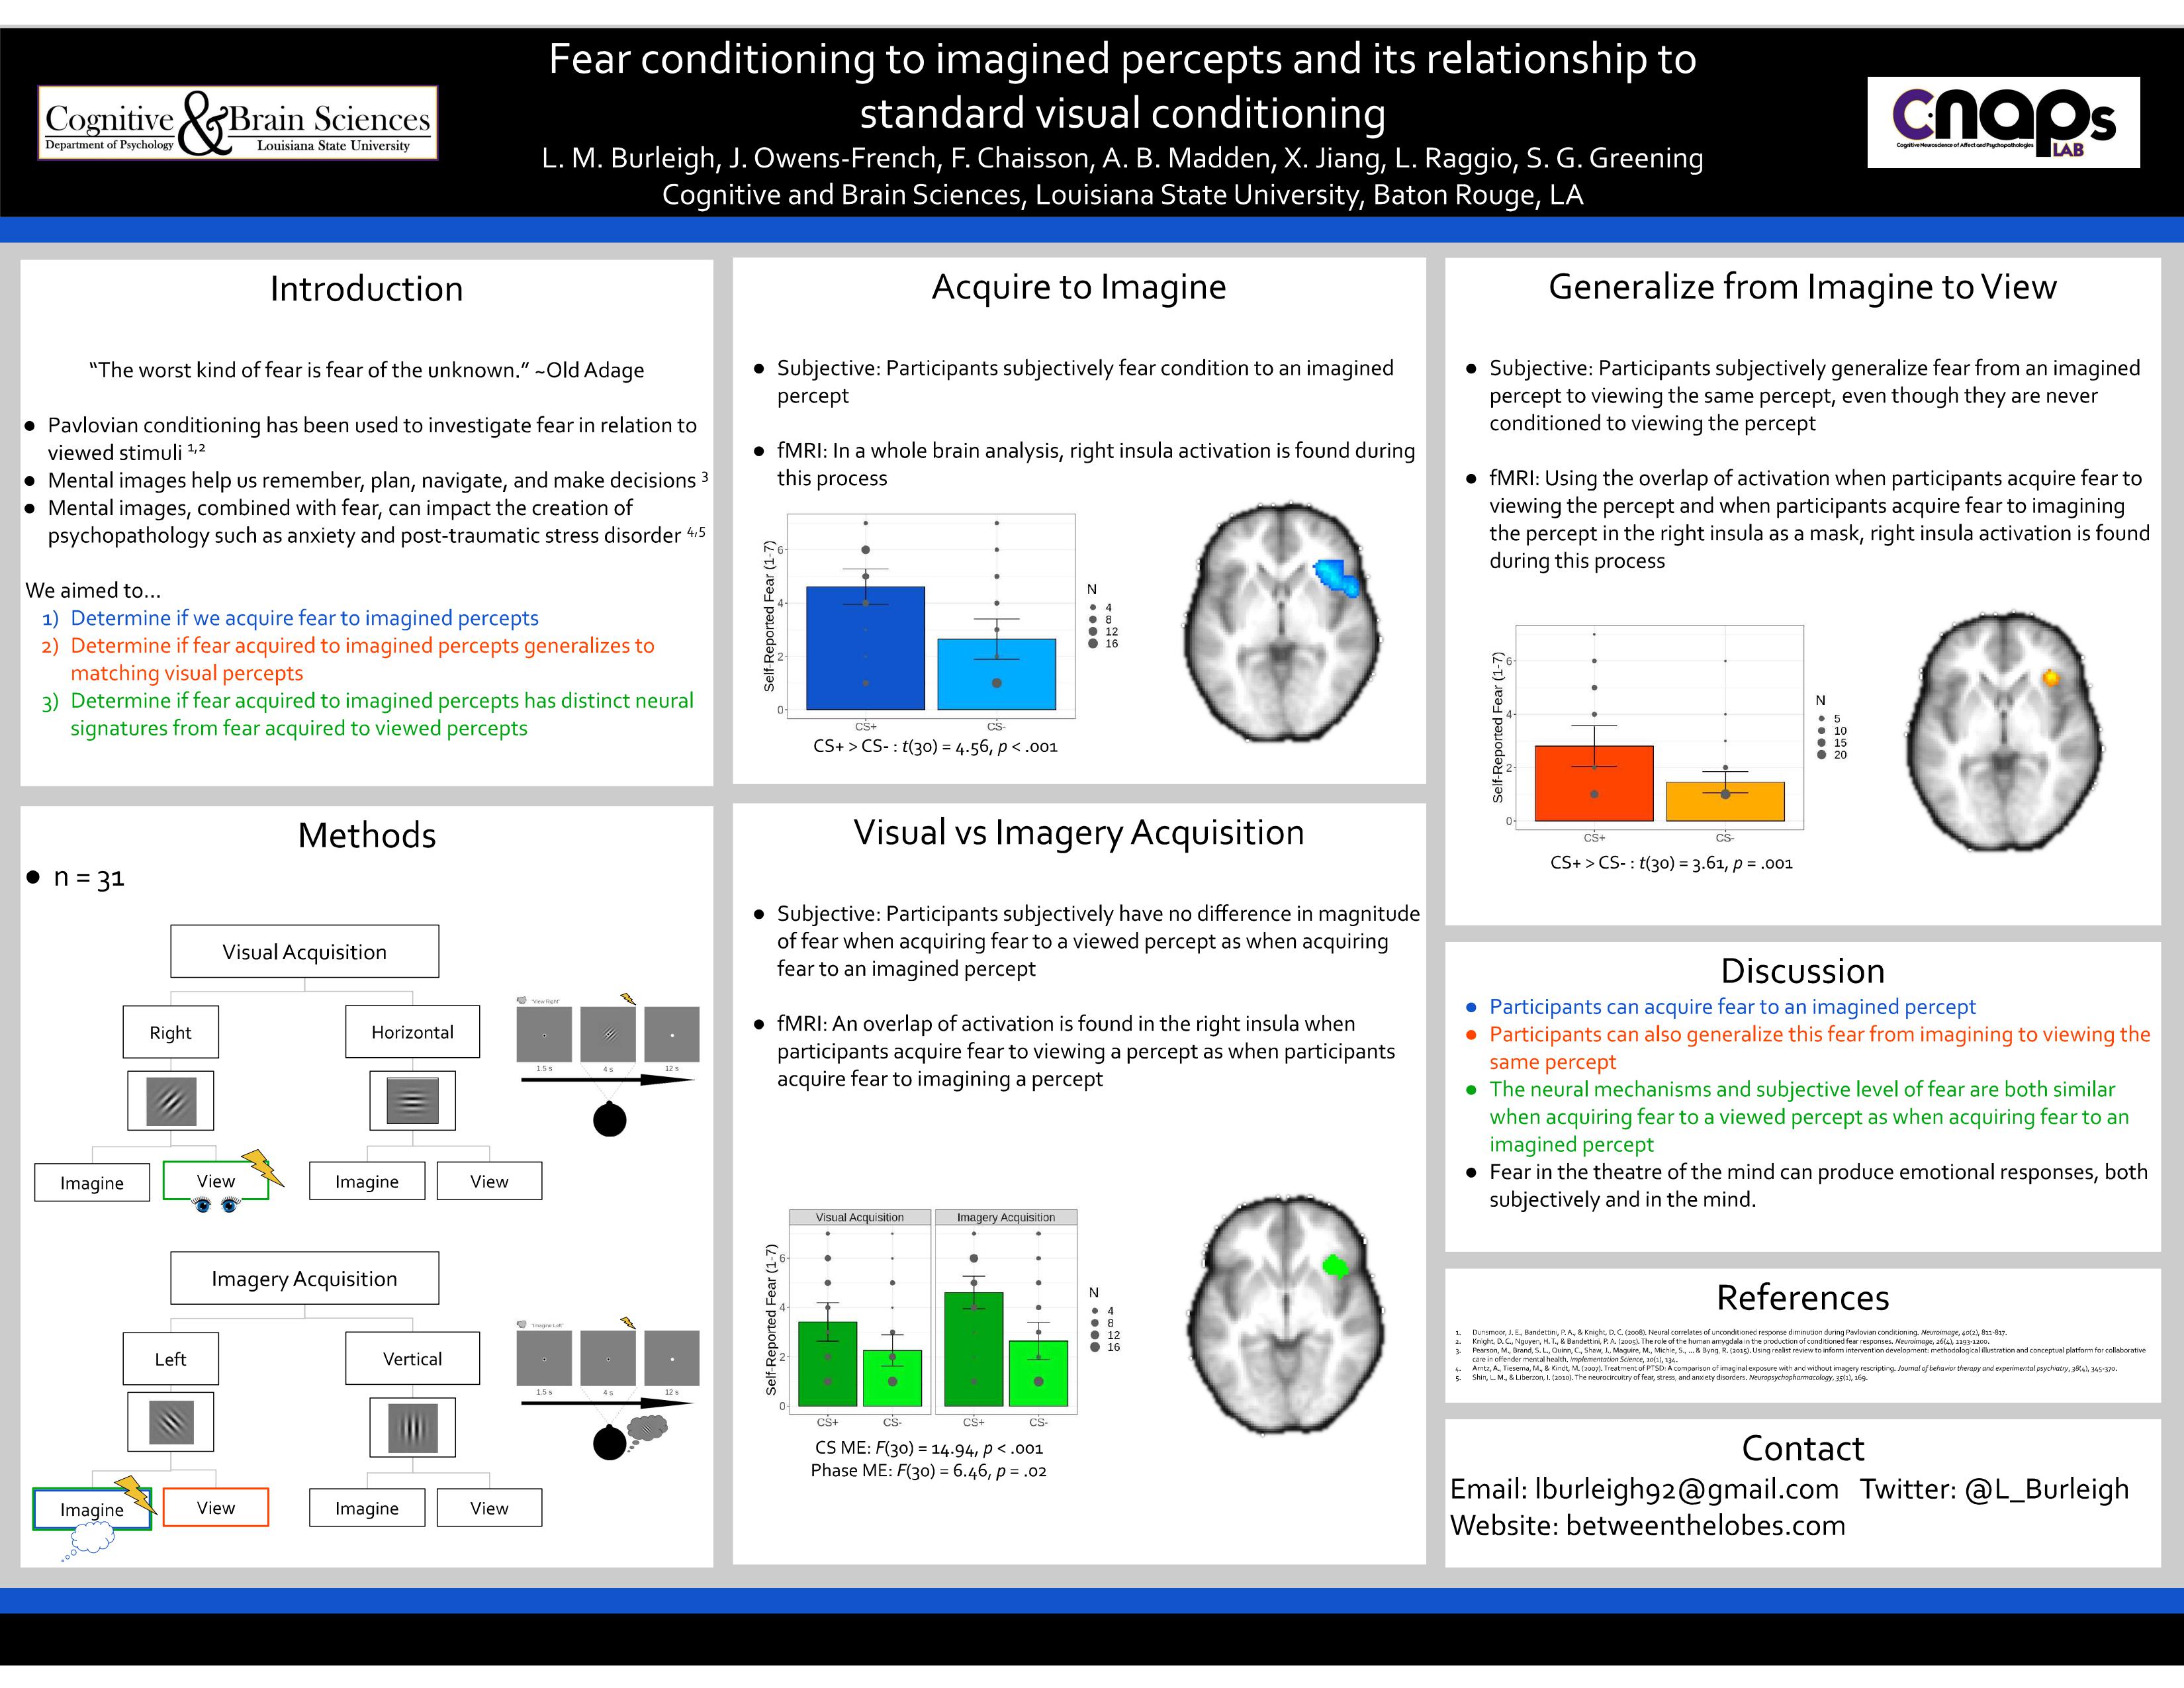 Cognitive & Brain Sciences
Department of Psychology Louisiana State University
Fear conditioning to imagined percepts and its relationship to
standard visual conditioning
L. M. Burleigh, J. Owens-French, F. Chaisson, A. B. Madden, X. Jiang, L. Raggio, S. G. Greening
Cognitive and Brain Sciences, Louisiana State University, Baton Rouge, LA
cnaps
Cognitive Neuroscience of Affect and Psychopathologies LAB
Introduction
“The worst kind of fear is fear of the unknown.” ~Old Adage
● Pavlovian conditioning has been used to investigate fear in relation to
viewed stimuli 1,2
● Mental images help us remember, plan, navigate, and make decisions 3
● Mental images, combined with fear, can impact the creation of
psychopathology such as anxiety and post-traumatic stress disorder 4,5
We aimed to…
1) Determine if we acquire fear to imagined percepts
2) Determine if fear acquired to imagined percepts generalizes to
matching visual percepts
3) Determine if fear acquired to imagined percepts has distinct neural
signatures from fear acquired to viewed percepts
Methods
● n = 31
Visual Acquisition
Right
Horizontal
Imagine
View
Imagine
View
"View Right"
1.5 s
4 s
12 s
Imagery Acquisition
Left
Vertical
Imagine
View
Imagine
View
"Imagine Left"
1.5 s
4 s
12 s
Acquire to Imagine
● Subjective: Participants subjectively fear condition to an imagined
percept
● fMRI: In a whole brain analysis, right insula activation is found during
this process
Self-Reported Fear (1-7)
6
4
2
0
CS+
CS-
N
4
8
12
16
CS+ > CS- : t(30) = 4.56, p < .001
Visual vs Imagery Acquisition
● Subjective: Participants subjectively have no difference in magnitude
of fear when acquiring fear to a viewed percept as when acquiring
fear to an imagined percept
● fMRI: An overlap of activation is found in the right insula when
participants acquire fear to viewing a percept as when participants
acquire fear to imagining a percept
Visual Acquisition
Imagery Acquisition
Self-Reported Fear (1-7)
6
4
2
0
CS+
CS-
CS+
CS-
N
4
8
12
16
CS ME: F(30) = 14.94, p < .001
Phase ME: F(30) = 6.46, p = .02
Generalize from Imagine to View
● Subjective: Participants subjectively generalize fear from an imagined
percept to viewing the same percept, even though they are never
conditioned to viewing the percept
● fMRI: Using the overlap of activation when participants acquire fear to
viewing the percept and when participants acquire fear to imagining
the percept in the right insula as a mask, right insula activation is found
during this process
Self-Reported Fear (1-7)
6
4
2
0
CS+
CS-
N
5
10
15
20
CS+ > CS- : t(30) = 3.61, p = .001
Discussion
● Participants can acquire fear to an imagined percept
● Participants can also generalize this fear from imagining to viewing the
same percept
● The neural mechanisms and subjective level of fear are both similar
when acquiring fear to a viewed percept as when acquiring fear to an
imagined percept
● Fear in the theatre of the mind can produce emotional responses, both
subjectively and in the mind.
References
1. Dunsmoor, J. E., Bandettini, P. A., & Knight, D. C. (2008). Neural correlates of unconditioned response diminution during Pavlovian conditioning. Neuroimage, 40(2), 811-817.
2. Knight, D. C., Nguyen, H. T., & Bandettini, P. A. (2005). The role of the human amygdala in the production of conditioned fear responses. Neuroimage, 26(4), 1193-1200.
3. Pearson, M., Brand, S. L., Quinn, C., Shaw, J., Maguire, M., Michie, S., ... & Byng, R. (2015). Using realist review to inform intervention development: methodological illustration and conceptual platform for collaborative
care in offender mental health, implementation Science, 10(1), 134.
4. Arntz, A., Tiesema, M., & Kindt, M. (2007). Treatment of PTSD: A comparison of imaginal exposure with and without imagery rescripting. Journal of behavior therapy and experimental psychiatry, 38(4), 345-370.
5. Shin, L. M., & Liberzon, I. (2010). The neurocircuitry of fear, stress, and anxiety disorders. Neuropsychopharmacology, 35(1), 169.
Contact
Email: lburleigh92@gmail.com Twitter: @L_Burleigh
Website: betweenthelobes.com